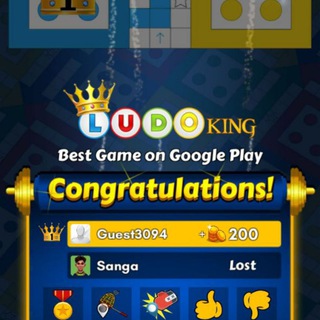 LUDO KING
Best Game on Google Play
Congratulations!
Guest3094 + 200
Sanga Lost